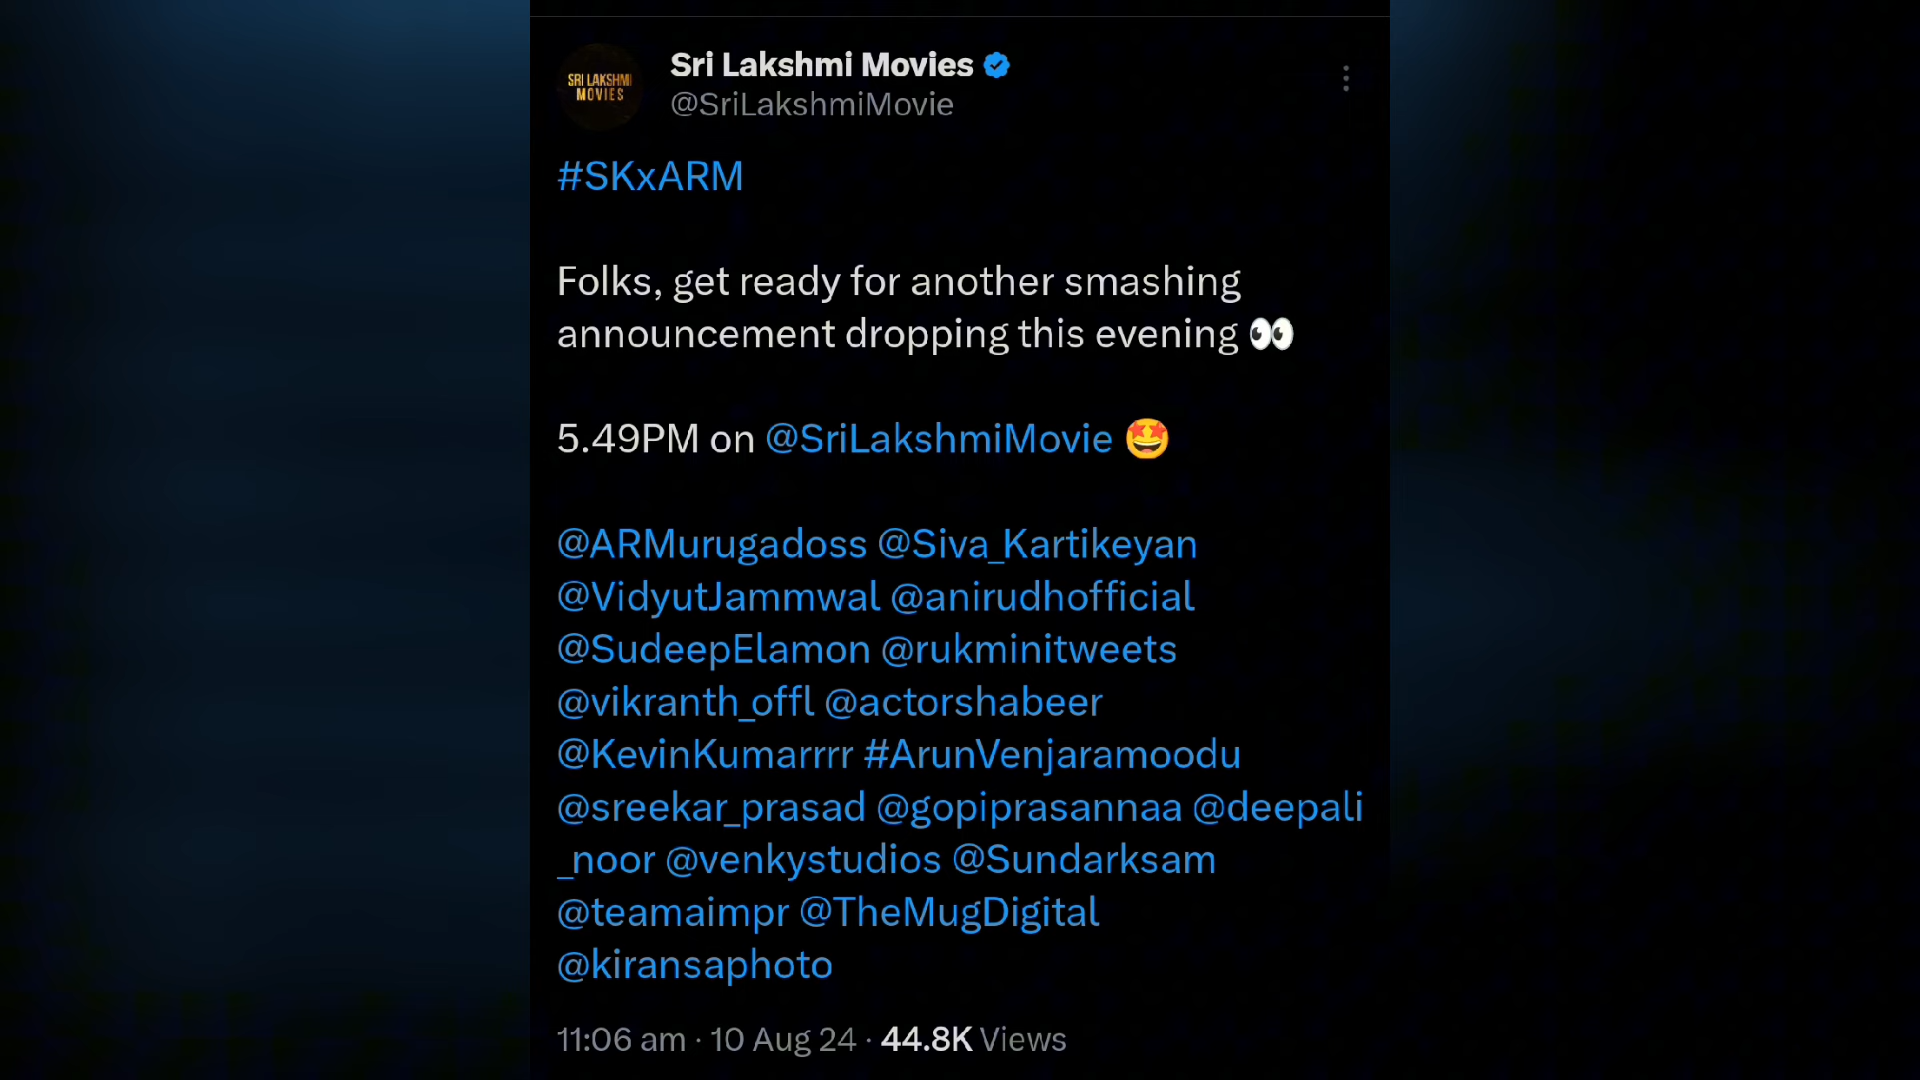 SRI LAKSHMI
MOVIES
Sri Lakshmi Movies
@SriLakshmiMovie
#SKxARM
Folks, get ready for another smashing
announcement dropping this evening 👀
5.49PM on @SriLakshmiMovie 🤩
@ARMurugadoss @Siva_Kartikeyan
@VidyutJammwal @anirudhofficial
@SudeepElamon @rukminitweets
@vikranth_offl @actorshabeer
@KevinKumarrrr #ArunVenjaramoodu
@sreekar_prasad @gopiprasannaa @deepali
_noor @venkystudios @Sundarksam
@teamaimpr @TheMugDigital
@kiransaphoto
11:06 am · 10 Aug 24 · 44.8K Views